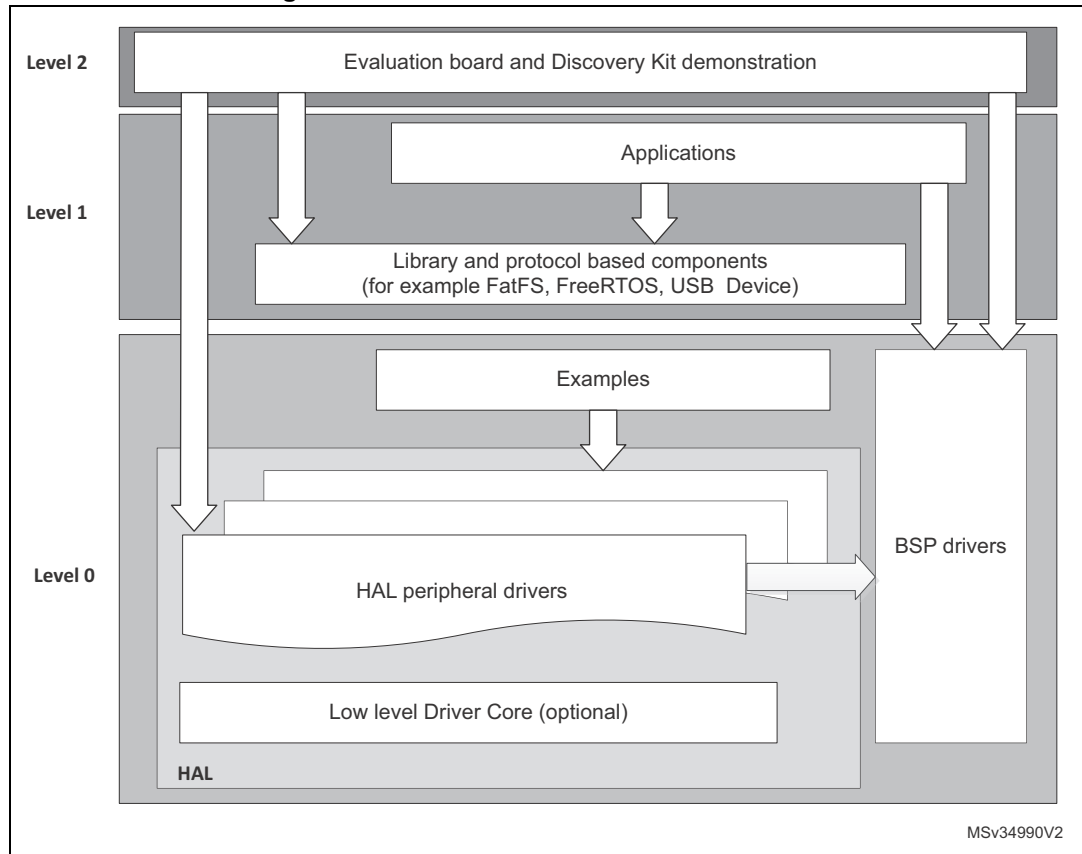 Level 2
Evaluation board and Discovery Kit demonstration
Applications
Level 1
Library and protocol based components
(for example FatFS, FreeRTOS, USB Device)
Examples
BSP drivers
Level 0
HAL peripheral drivers
Low level Driver Core (optional)
HAL
MSv34990V2